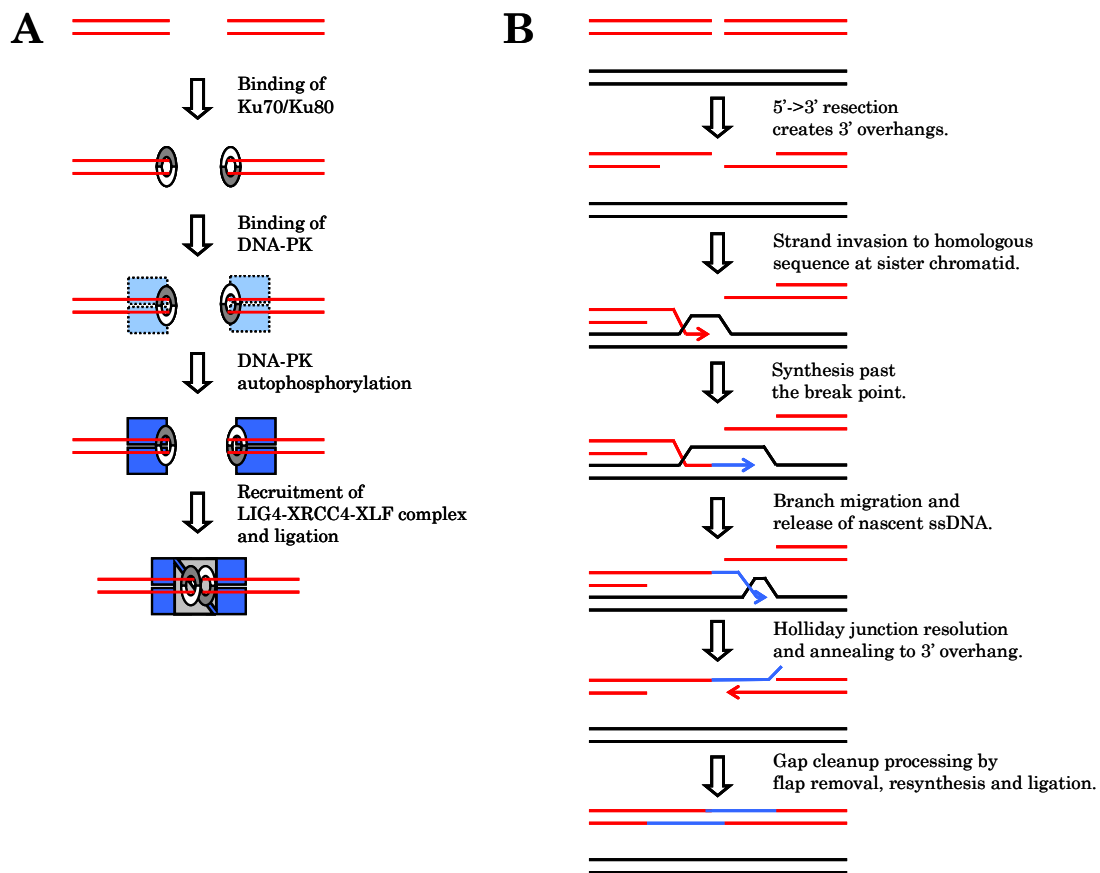 A
Binding of
Ku70/Ku80
Binding of
DNA-PK
DNA-PK
autophosphorylation
Recruitment of
LIG4-XRCC4-XLF complex
and ligation
B
5’->3’ resection
creates 3’ overhangs.
Strand invasion to homologous
sequence at sister chromatid.
Synthesis past
the break point.
Branch migration and
release of nascent ssDNA.
Holliday junction resolution
and annealing to 3’ overhang.
Gap cleanup processing by
flap removal, resynthesis and ligation.